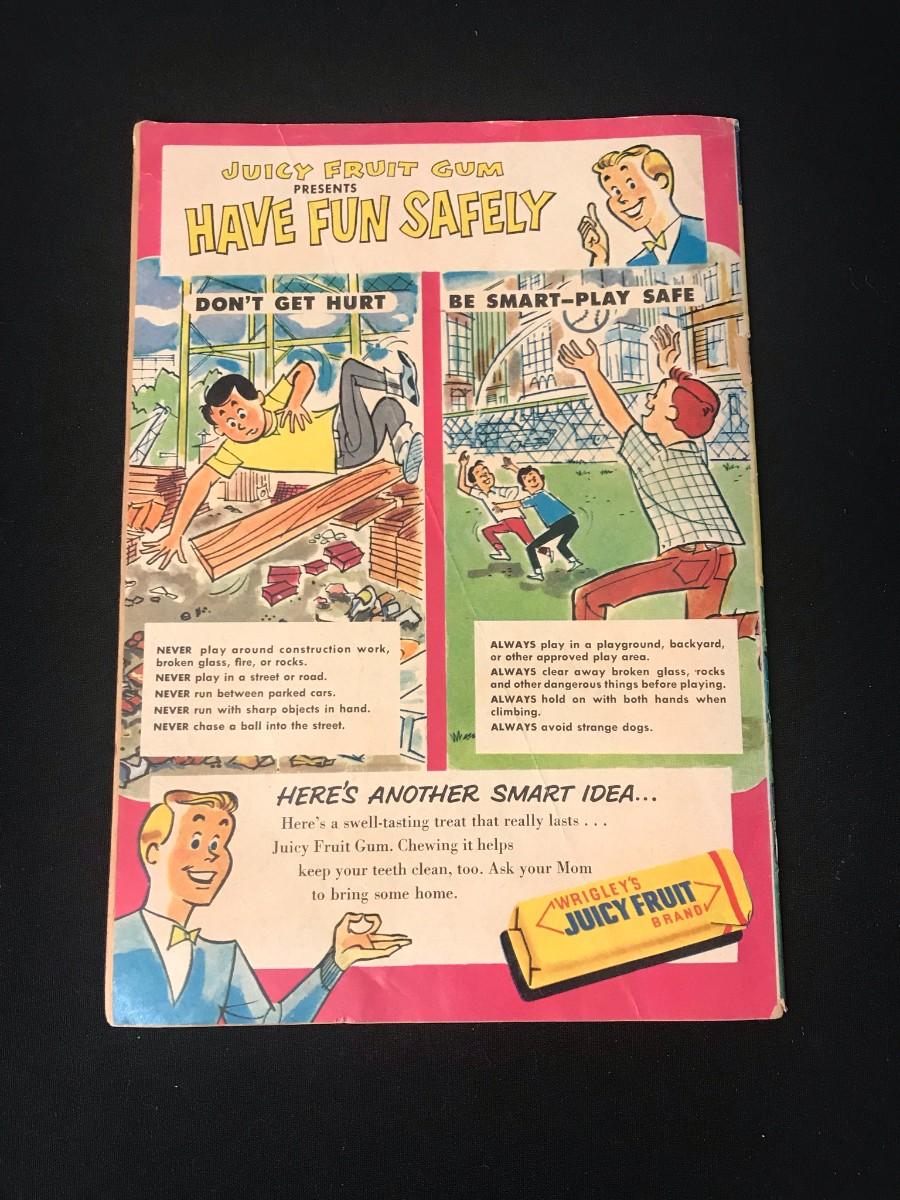 JUICY FRUIT GUM
PRESENTS
HAVE FUN SAFELY
DON'T GET HURT
NEVER play around construction work,
broken glass, fire, or rocks.
NEVER play in a street or road.
NEVER run between parked cars.
NEVER run with sharp objects in hand.
NEVER chase a ball into the street.
BE SMART—PLAY SAFE
ALWAYS play in a playground, backyard,
or other approved play area.
ALWAYS clear away broken glass, rocks
and other dangerous things before playing.
ALWAYS hold on with both hands when
climbing.
ALWAYS avoid strange dogs.
HERE'S ANOTHER SMART IDEA...
Here's a swell-tasting treat that really lasts . . .
Juicy Fruit Gum. Chewing it helps
keep your teeth clean, too. Ask your Mom
to bring some home.
WRIGLEY'S
JUICY FRUIT
BRAND